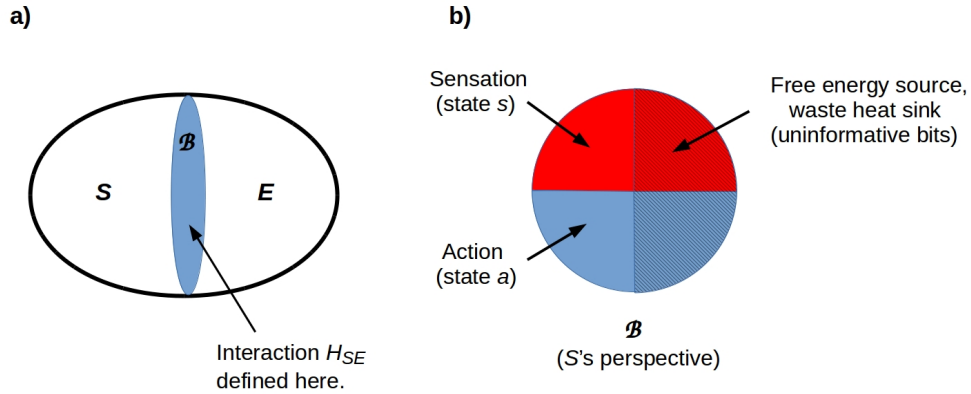 a)
𝓑
S
E
Interaction H_SE
defined here.
b)
Sensation
(state s)
Free energy source,
waste heat sink
(uninformative bits)
Action
(state a)
𝓑
(S's perspective)